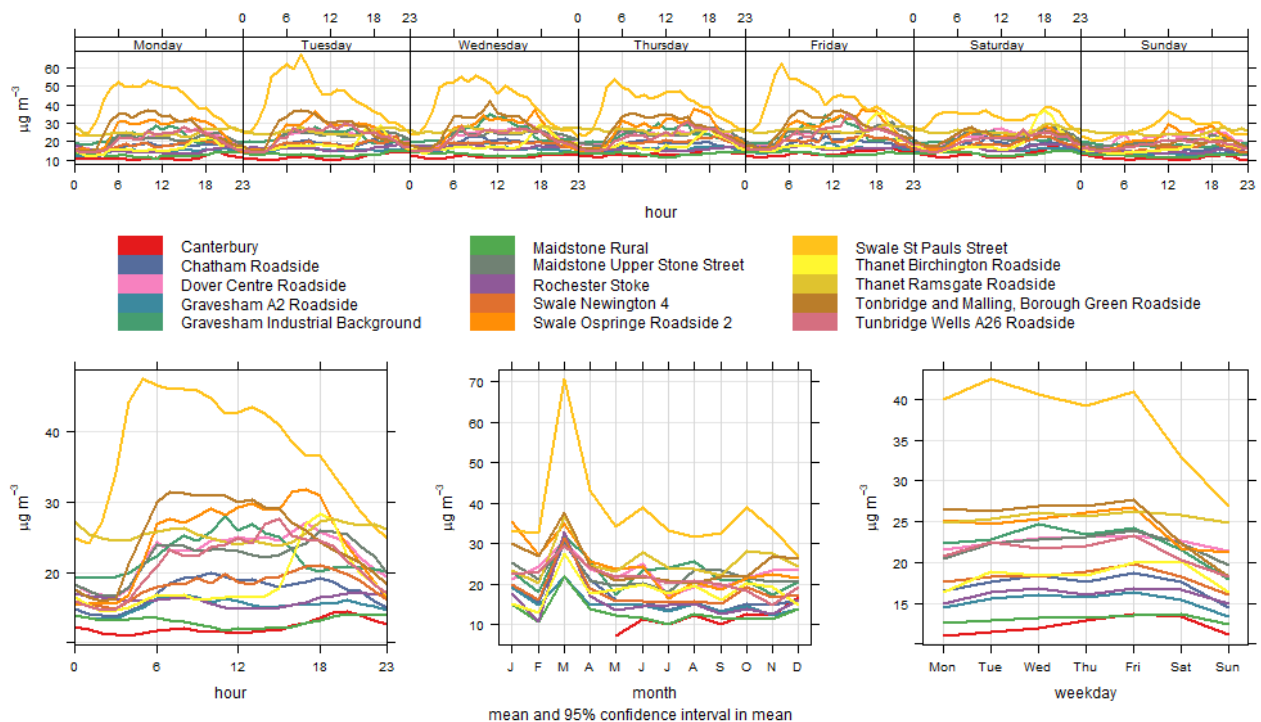 0 6 12 18 23 0 6 12 18 23 0 6 12 18 23
Monday Tuesday Wednesday Thursday Friday Saturday Sunday
60
50
40
30
20
10
µg m⁻³
0 6 12 18 23 0 6 12 18 23 0 6 12 18 23 0 6 12 18 23
hour
Canterbury
Chatham Roadside
Dover Centre Roadside
Gravesham A2 Roadside
Gravesham Industrial Background
Maidstone Rural
Maidstone Upper Stone Street
Rochester Stoke
Swale Newington 4
Swale Ospringe Roadside 2
Swale St Pauls Street
Thanet Birchington Roadside
Thanet Ramsgate Roadside
Tonbridge and Malling, Borough Green Roadside
Tunbridge Wells A26 Roadside
40
30
20
µg m⁻³
0 6 12 18 23
hour
70
60
50
40
30
20
10
µg m⁻³
J F M A M J J A S O N D
month
40
35
30
25
20
15
µg m⁻³
Mon Tue Wed Thu Fri Sat Sun
weekday
mean and 95% confidence interval in mean